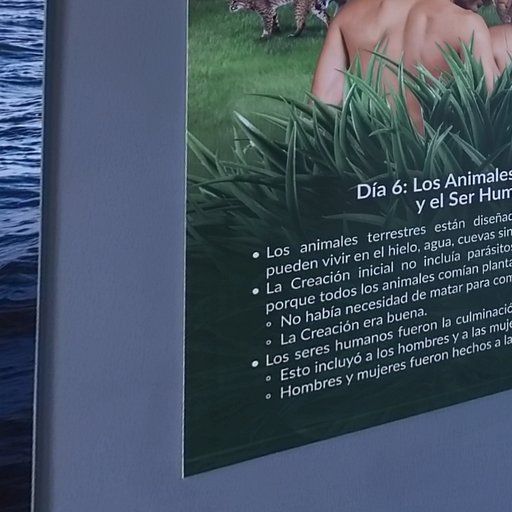 Día 6: Los Animales
y el Ser Hum
• Los animales terrestres están diseñad
pueden vivir en el hielo, agua, cuevas sin
• La Creación inicial no incluía parásito
porque todos los animales comían planta
◦ No había necesidad de matar para com
◦ La Creación era buena.
• Los seres humanos fueron la culminació
◦ Esto incluyó a los hombres y a las muje
◦ Hombres y mujeres fueron hechos a la